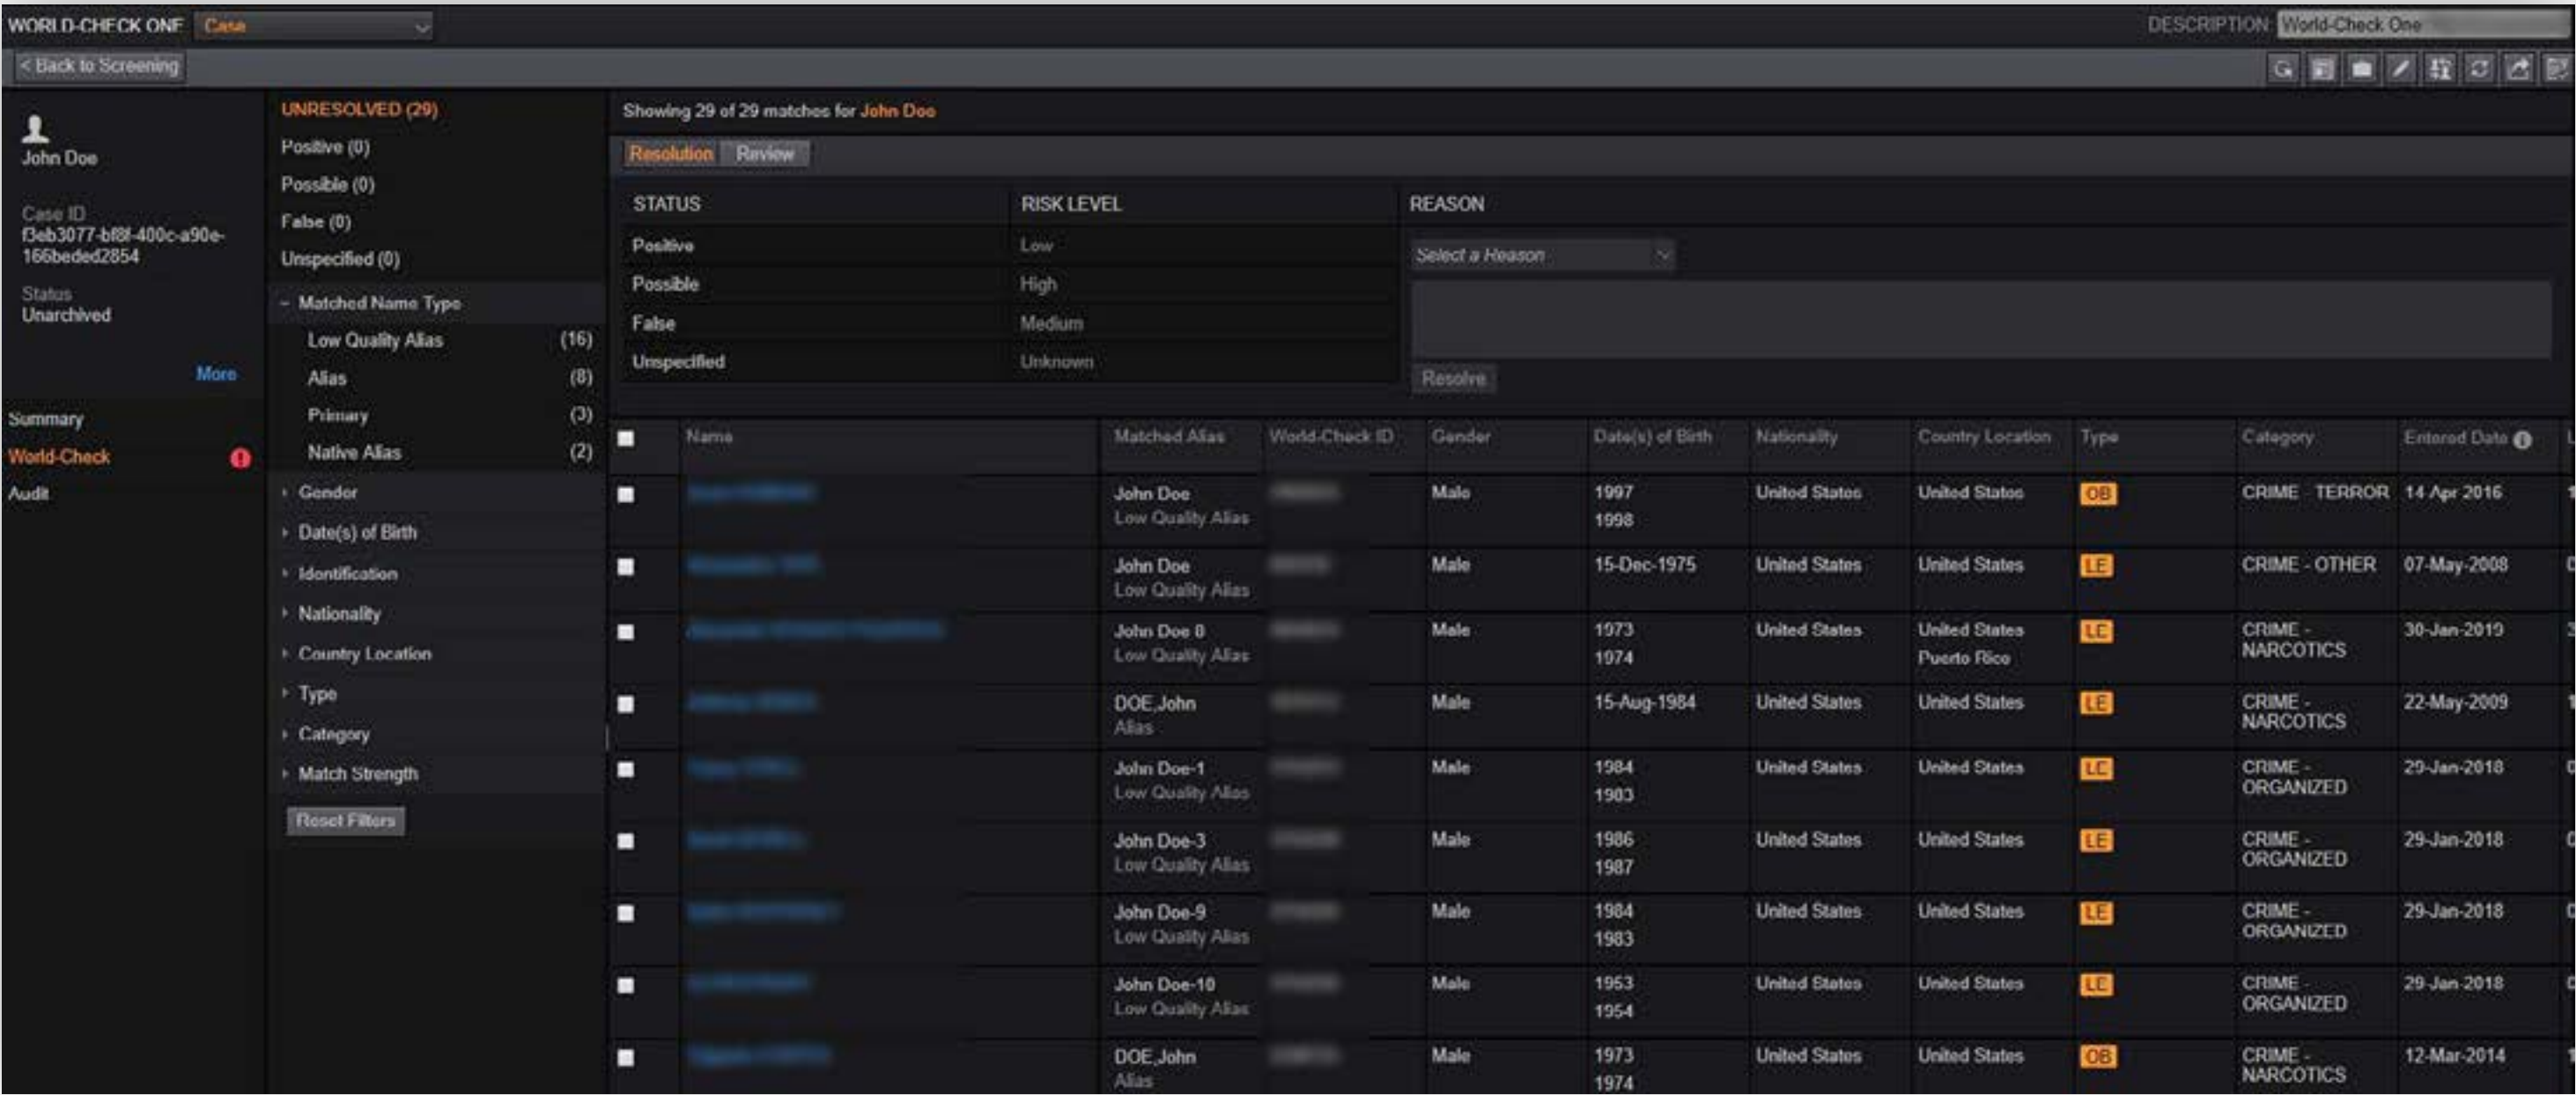 WORLD-CHECK ONE Case DESCRIPTION World-Check One
< Back to Screening
John Doe
Case ID
f3eb3077-bf8f-400c-a90e-
166beded2854
Status
Unarchived
More
Summary
World-Check
Audit
UNRESOLVED (29)
Positive (0)
Possible (0)
False (0)
Unspecified (0)
− Matched Name Type
Low Quality Alias (16)
Alias (8)
Primary (3)
Native Alias (2)
Gender
Date(s) of Birth
Identification
Nationality
Country Location
Type
Category
Match Strength
Reset Filters
Showing 29 of 29 matches for John Doe
Resolution Review
STATUS RISK LEVEL REASON
Positive Low
Select a Reason
Possible High
False Medium
Unspecified Unknown
Resolve
Name Matched Alias World-Check ID Gender Date(s) of Birth Nationality Country Location Type Category Entered Date
John Doe Male 1997 United States United States OB CRIME - TERROR 14-Apr-2016
Low Quality Alias 1998
John Doe Male 15-Dec-1975 United States United States LE CRIME - OTHER 07-May-2008
Low Quality Alias
John Doe 8 Male 1973 United States United States LE CRIME - 30-Jan-2019
Low Quality Alias 1974 Puerto Rico NARCOTICS
DOE,John Male 15-Aug-1984 United States United States LE CRIME - 22-May-2009
Alias NARCOTICS
John Doe-1 Male 1984 United States United States LE CRIME - 29-Jan-2018
Low Quality Alias 1983 ORGANIZED
John Doe-3 Male 1986 United States United States LE CRIME - 29-Jan-2018
Low Quality Alias 1987 ORGANIZED
John Doe-9 Male 1984 United States United States LE CRIME - 29-Jan-2018
Low Quality Alias 1983 ORGANIZED
John Doe-10 Male 1953 United States United States LE CRIME - 29-Jan-2018
Low Quality Alias 1954 ORGANIZED
DOE,John Male 1973 United States United States OB CRIME - 12-Mar-2014
Alias 1974 NARCOTICS